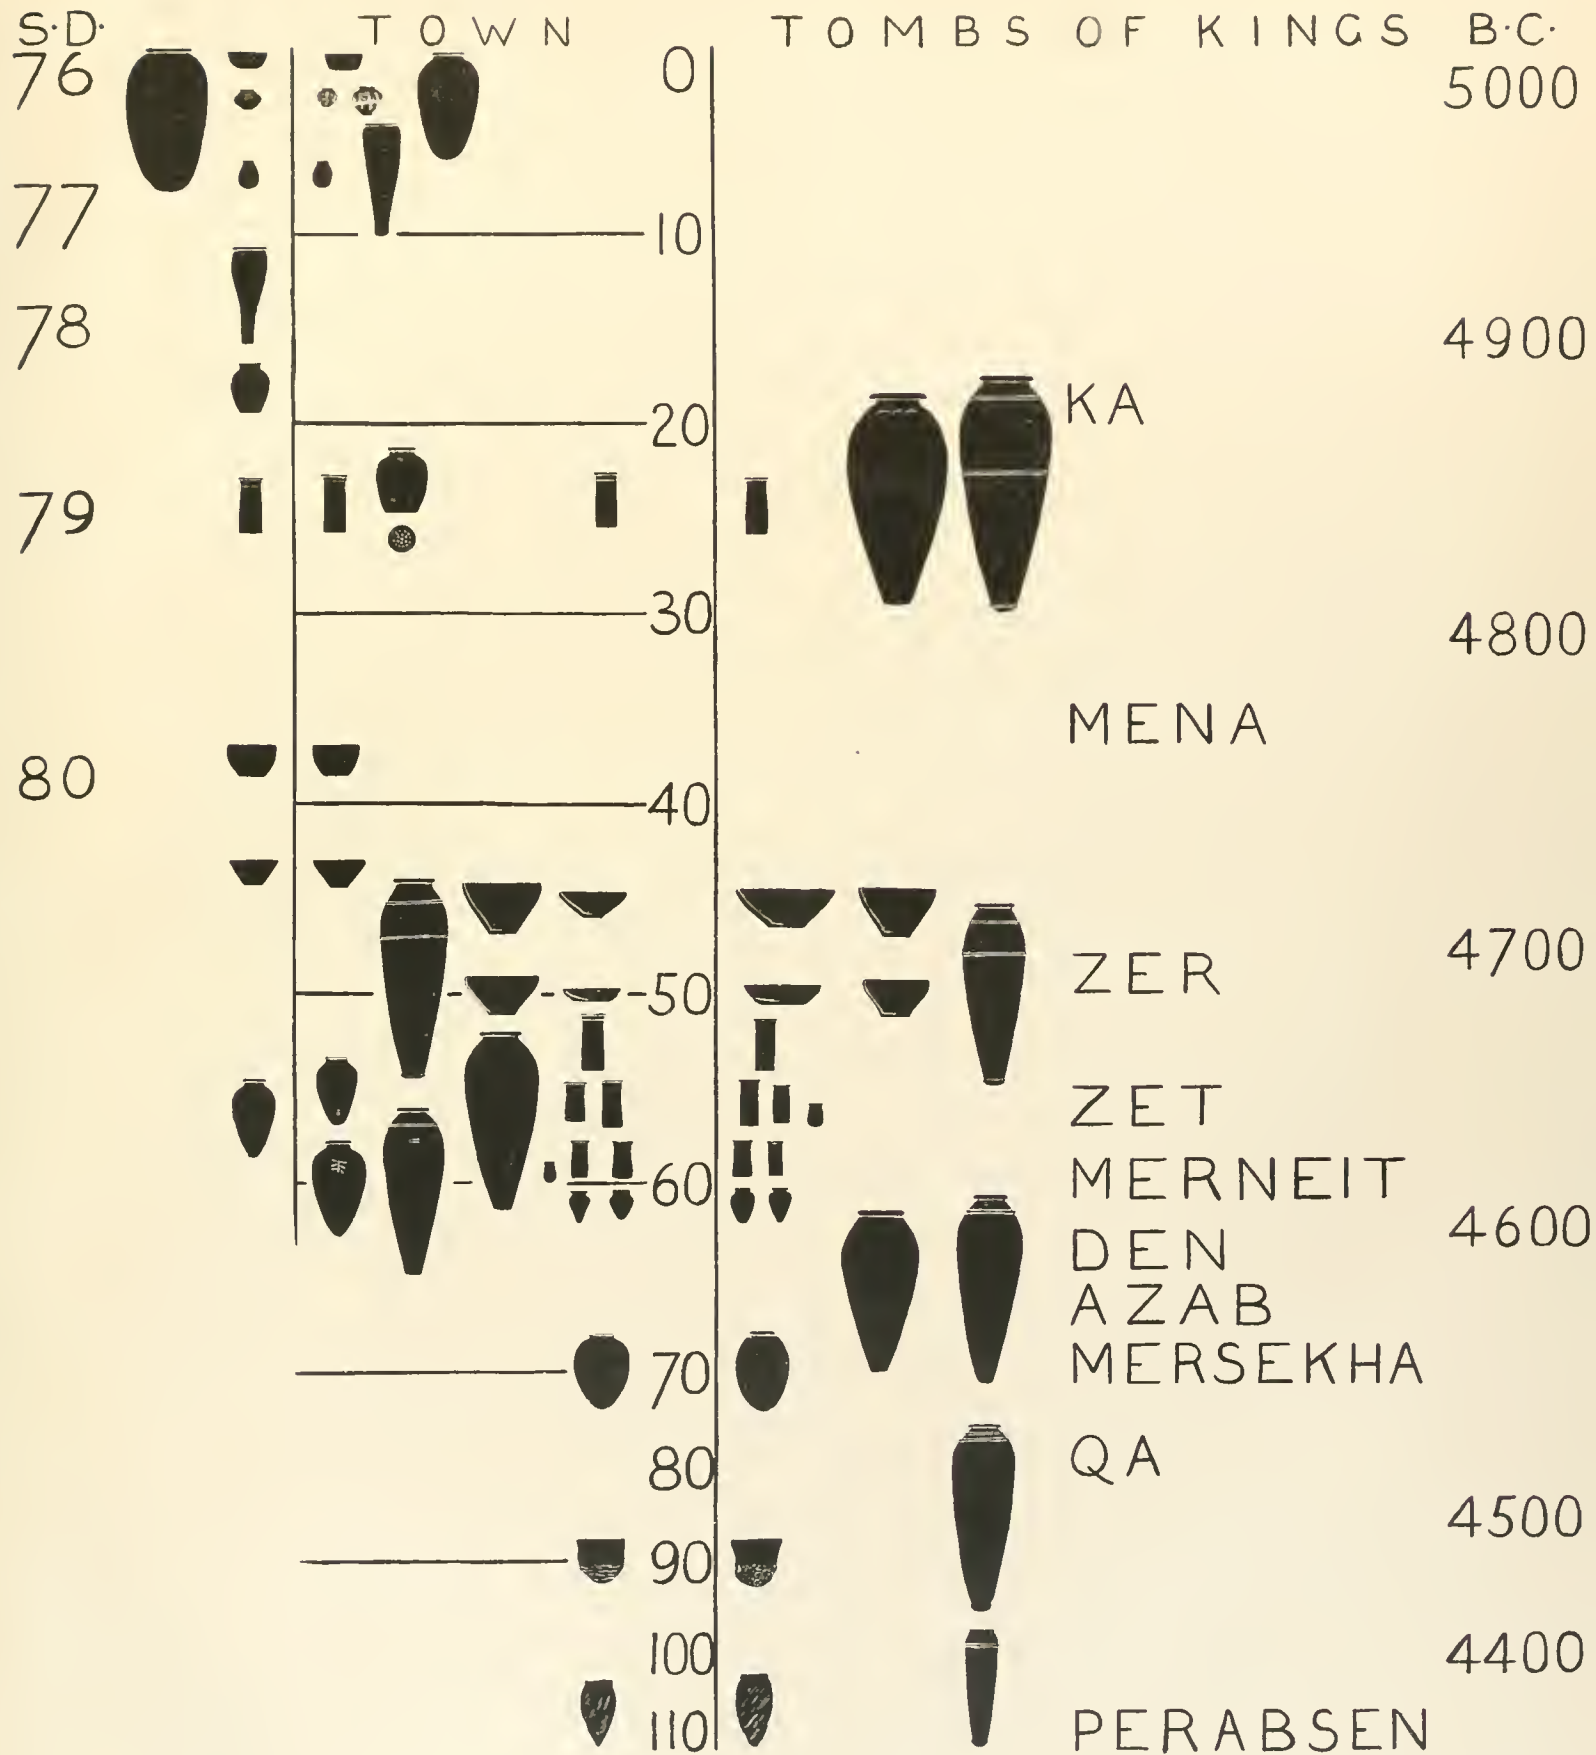 S.D. TOWN TOMBS OF KINGS B.C.
76 0 5000
77 10
78 4900
KA
20
79
30 4800
MENA
80 40
4700
ZER
50
ZET
MERNEIT
60
4600
DEN
AZAB
MERSEKHA
70
QA
80
4500
90
100 4400
110 PERABSEN